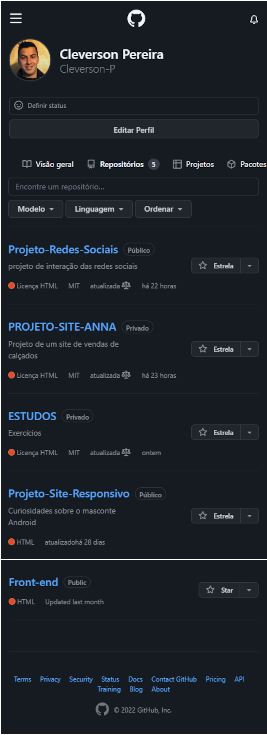 Cleverson Pereira
Cleverson-P
Definir status
Editar Perfil
Visão geral Repositórios 5 Projetos Pacotes
Encontre um repositório...
Modelo Linguagem Ordenar
Projeto-Redes-Sociais Público
projeto de interação das redes sociais
Estrela
Licença HTML MIT atualizada há 22 horas
PROJETO-SITE-ANNA Privado
Projeto de um site de vendas de
calçados
Estrela
Licença HTML MIT atualizada há 23 horas
ESTUDOS Privado
Exercícios
Estrela
Licença HTML MIT atualizada ontem
Projeto-Site-Responsivo Público
Curiosidades sobre o masconte
Android
Estrela
HTML atualizadohá 28 dias
Front-end Public
Star
HTML Updated last month
Terms Privacy Security Status Docs Contact GitHub Pricing API
Training Blog About
© 2022 GitHub, Inc.